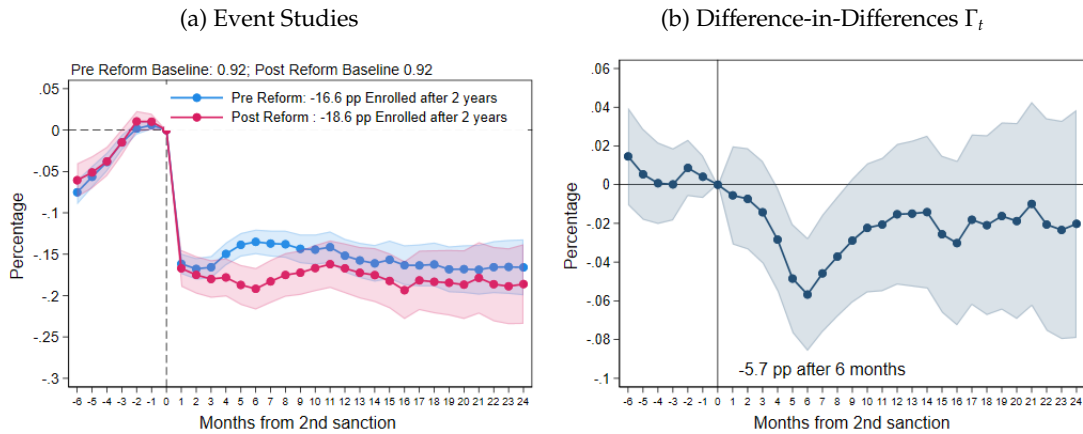 (a) Event Studies
Pre Reform Baseline: 0.92; Post Reform Baseline 0.92
Pre Reform: -16.6 pp Enrolled after 2 years
Post Reform : -18.6 pp Enrolled after 2 years
Percentage
.05
0
-.05
-.1
-.15
-.2
-.25
-.3
-6 -5 -4 -3 -2 -1 0 1 2 3 4 5 6 7 8 9 10 11 12 13 14 15 16 17 18 19 20 21 22 23 24
Months from 2nd sanction
(b) Difference-in-Differences Γt
Percentage
.06
.04
.02
0
-.02
-.04
-.06
-.08
-.1
-5.7 pp after 6 months
-6 -5 -4 -3 -2 -1 0 1 2 3 4 5 6 7 8 9 10 11 12 13 14 15 16 17 18 19 20 21 22 23 24
Months from 2nd sanction